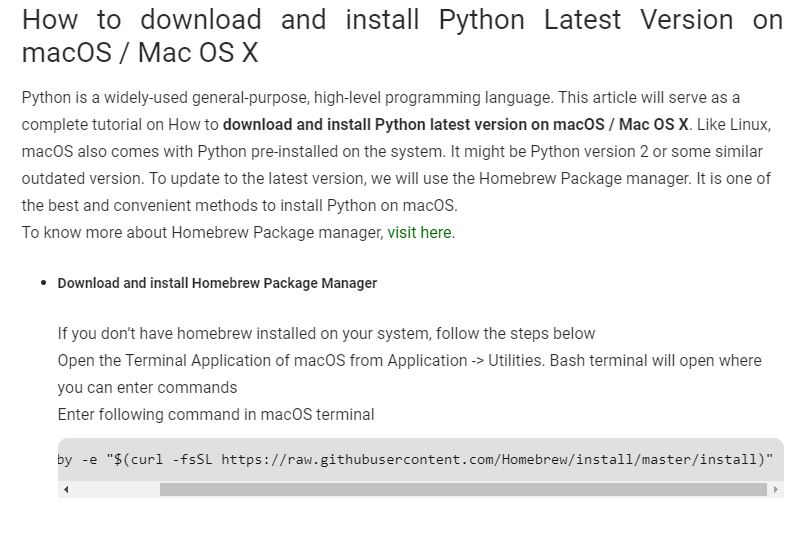 How to download and install Python Latest Version on
macOS / Mac OS X
Python is a widely-used general-purpose, high-level programming language. This article will serve as a
complete tutorial on How to download and install Python latest version on macOS / Mac OS X. Like Linux,
macOS also comes with Python pre-installed on the system. It might be Python version 2 or some similar
outdated version. To update to the latest version, we will use the Homebrew Package manager. It is one of
the best and convenient methods to install Python on macOS.
To know more about Homebrew Package manager, visit here.
• Download and install Homebrew Package Manager
If you don’t have homebrew installed on your system, follow the steps below
Open the Terminal Application of macOS from Application -> Utilities. Bash terminal will open where
you can enter commands
Enter following command in macOS terminal
by -e "$(curl -fsSL https://raw.githubusercontent.com/Homebrew/install/master/install)"